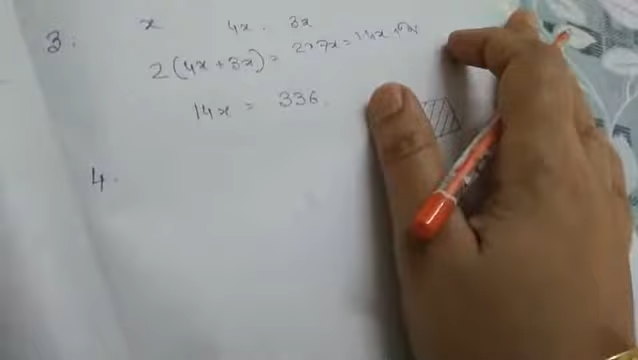 3: x 4x. 3x
2(4x+3x) = 2×7x = 14x
14x = 336.
4.